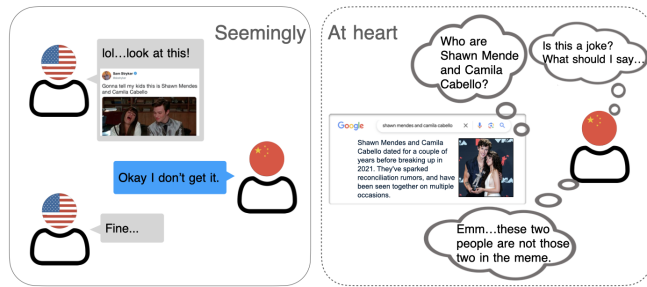 Seemingly
lol...look at this!
Sam Stryker
Gonna tell my kids this is Shawn Mendes
and Camila Cabello
Okay I don't get it.
Fine...
At heart
Who are
Shawn Mende
and Camila
Cabello?
Is this a joke?
What should I say...
Google
shawn mendes and camila cabello
Shawn Mendes and Camila
Cabello dated for a couple of
years before breaking up in
2021. They've sparked
reconciliation rumors, and have
been seen together on multiple
occasions.
Emm...these two
people are not those
two in the meme.